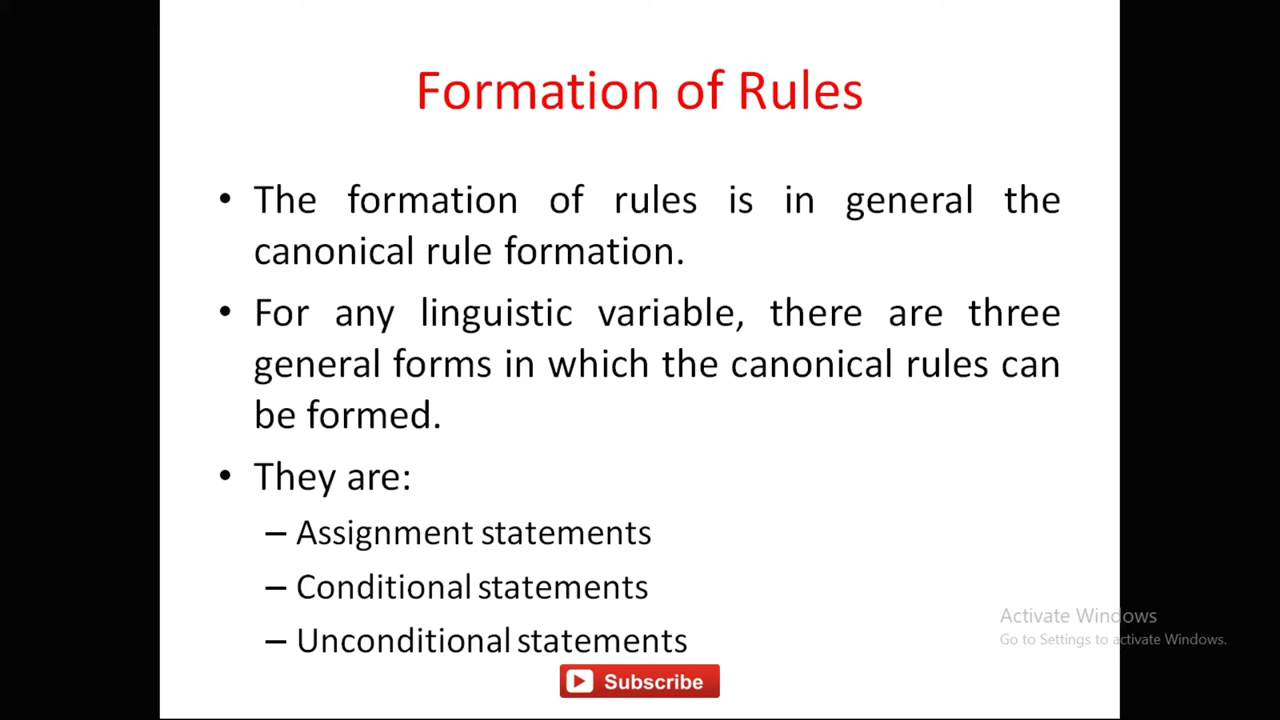 Formation of Rules
• The formation of rules is in general the
canonical rule formation.
• For any linguistic variable, there are three
general forms in which the canonical rules can
be formed.
• They are:
– Assignment statements
– Conditional statements
– Unconditional statements
Activate Windows
Go to Settings to activate Windows.
Subscribe